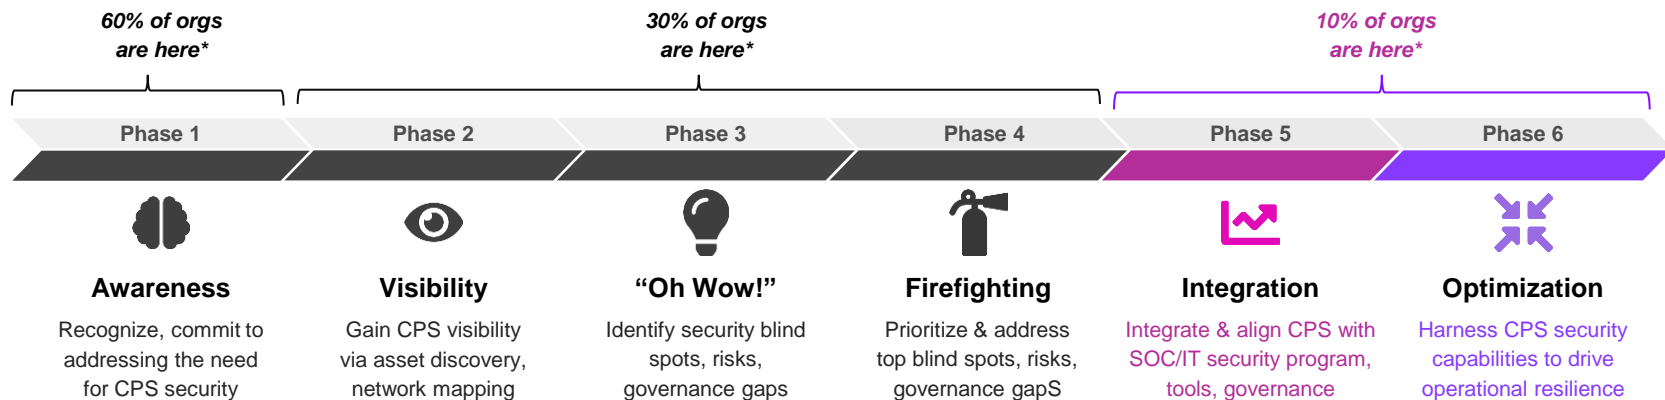 60% of orgs
are here*
30% of orgs
are here*
10% of orgs
are here*
Phase 1
Phase 2
Phase 3
Phase 4
Phase 5
Phase 6
Awareness
Recognize, commit to
addressing the need
for CPS security
Visibility
Gain CPS visibility
via asset discovery,
network mapping
“Oh Wow!”
Identify security blind
spots, risks,
governance gaps
Firefighting
Prioritize & address
top blind spots, risks,
governance gapS
Integration
Integrate & align CPS with
SOC/IT security program,
tools, governance
Optimization
Harness CPS security
capabilities to drive
operational resilience